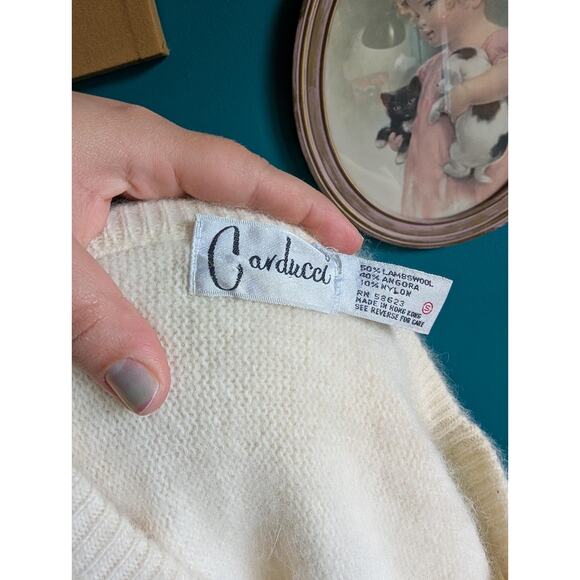 Carducci
50% LAMBSWOOL
40% ANGORA
10% NYLON
RN 58623
MADE IN HONG KONG
SEE REVERSE FOR CARE
S